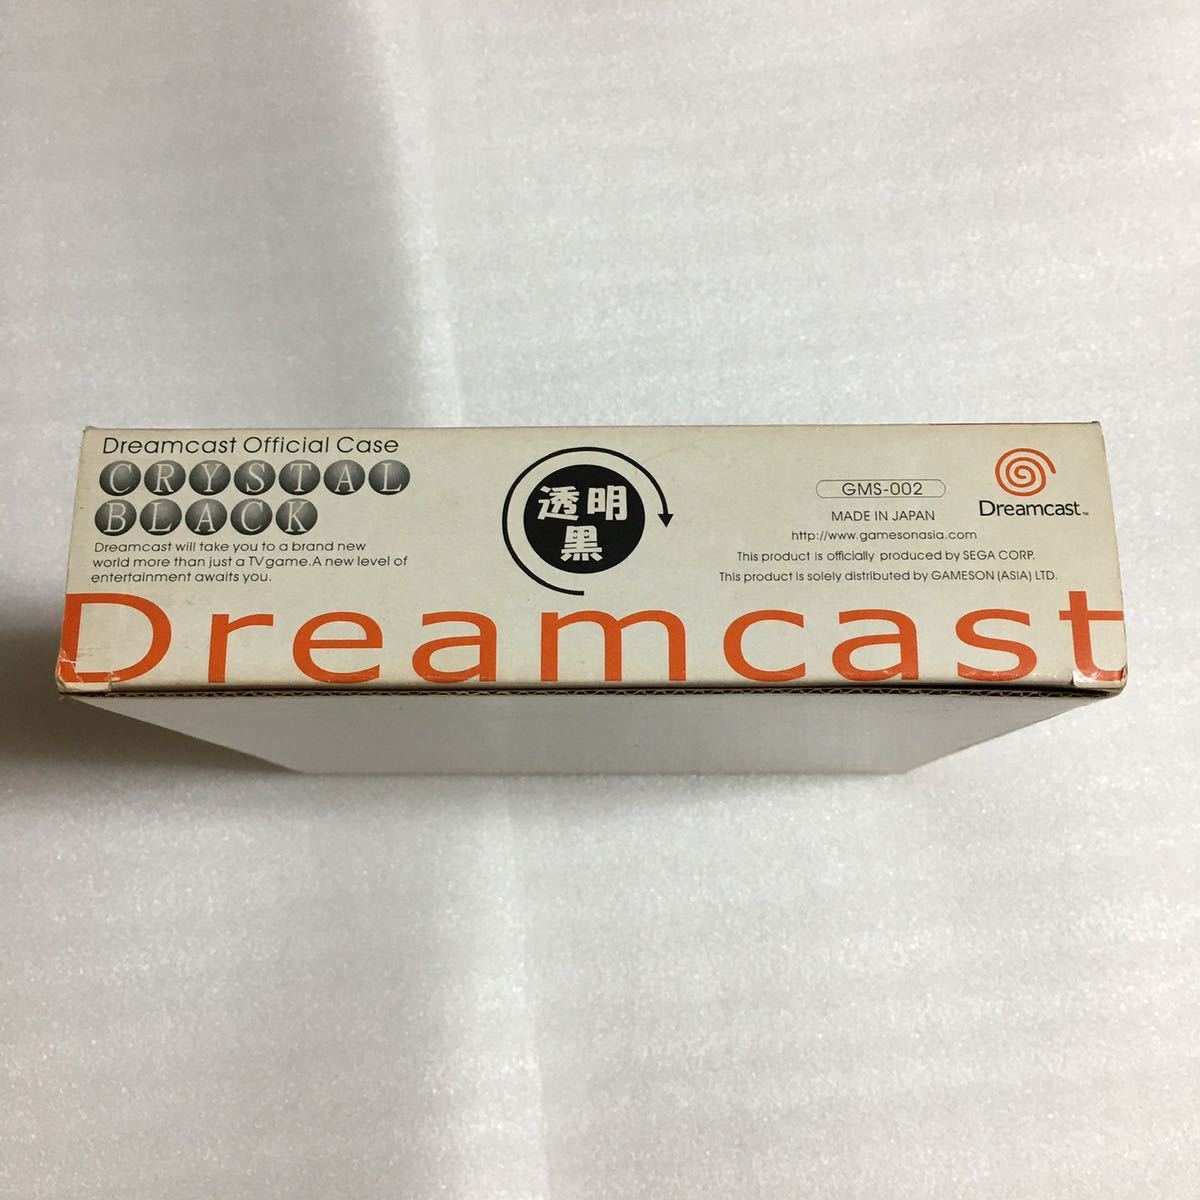 Dreamcast Official Case
CRYSTAL
BLACK
Dreamcast will take you to a brand new
world more than just a TV game. A new level of
entertainment awaits you.
透明
黒
GMS-002
MADE IN JAPAN
http://www.gamesonasia.com
This product is officially produced by SEGA CORP.
This product is solely distributed by GAMESON (ASIA) LTD.
Dreamcast™
Dreamcast